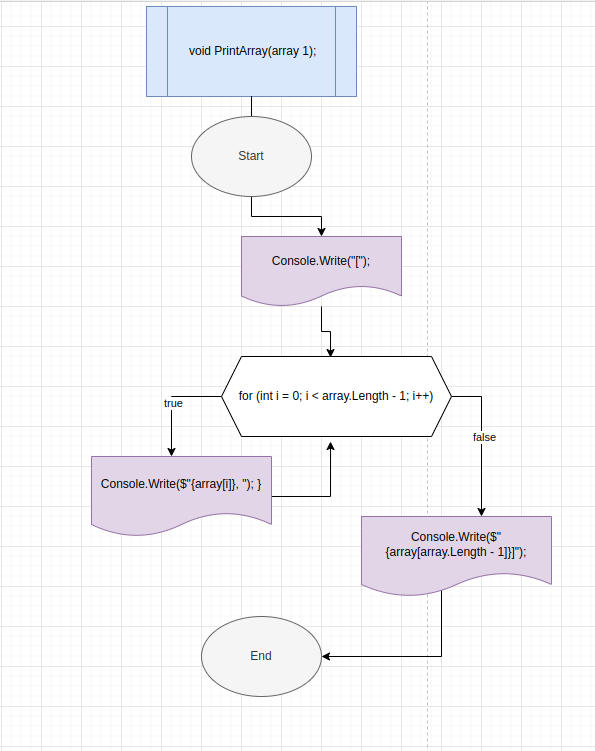 void PrintArray(array 1);
Start
Console.Write("[");
for (int i = 0; i < array.Length - 1; i++)
true
false
Console.Write($"{array[i]}, "); }
Console.Write($"
{array[array.Length - 1]}]");
End